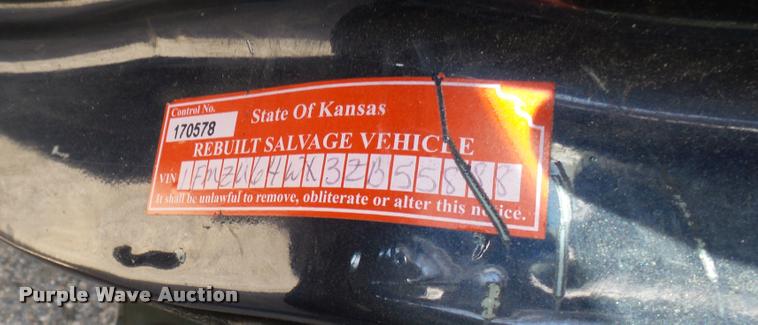 Control No.
State Of Kansas
170578
REBUILT SALVAGE VEHICLE
VIN 1FMZU64WX3ZB55888
It shall be unlawful to remove, obliterate or alter this notice.
Purple Wave Auction